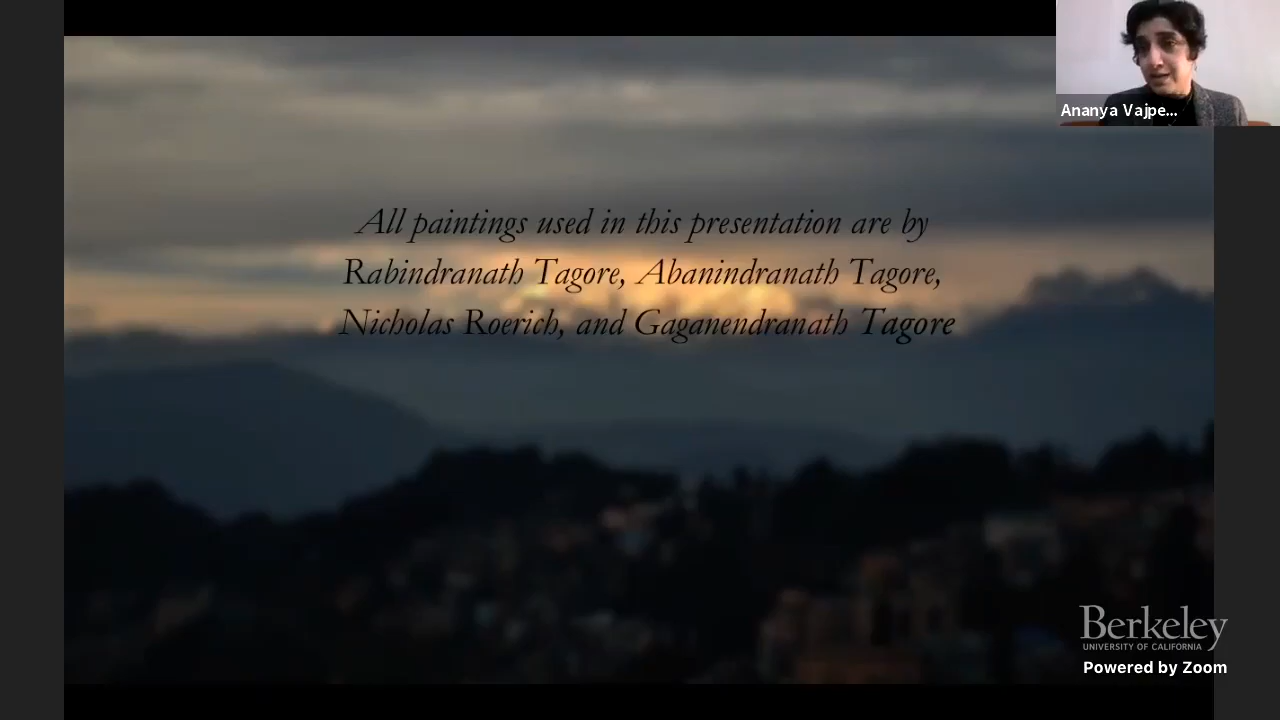 Ananya Vajpe...
All paintings used in this presentation are by
Rabindranath Tagore, Abanindranath Tagore,
Nicholas Roerich, and Gaganendranath Tagore
Berkeley
UNIVERSITY OF CALIFORNIA
Powered by Zoom